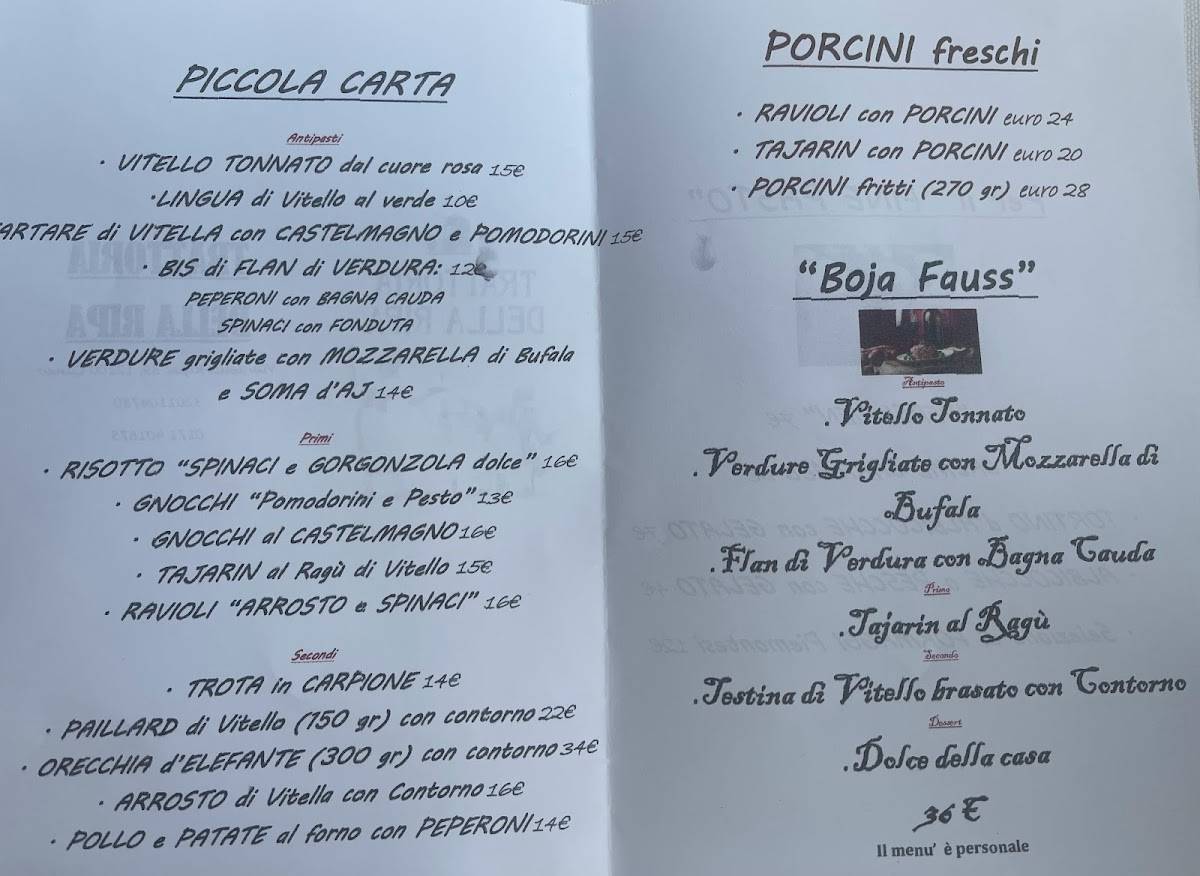 PICCOLA CARTA
Antipasti
· VITELLO TONNATO dal cuore rosa 15€
·LINGUA di Vitello al verde 10€
ARTARE di VITELLA con CASTELMAGNO e POMODORINI 15€
· BIS di FLAN di VERDURA: 12€
PEPERONI con BAGNA CAUDA
SPINACI con FONDUTA
· VERDURE grigliate con MOZZARELLA di Bufala
e SOMA d'AJ 14€
Primi
· RISOTTO "SPINACI e GORGONZOLA dolce" 16€
· GNOCCHI "Pomodorini e Pesto" 13€
· GNOCCHI al CASTELMAGNO 16€
· TAJARIN al Ragù di Vitello 15€
· RAVIOLI "ARROSTO e SPINACI" 16€
Secondi
· TROTA in CARPIONE 14€
· PAILLARD di Vitello (150 gr) con contorno 22€
· ORECCHIA d'ELEFANTE (300 gr) con contorno 34€
· ARROSTO di Vitella con Contorno 16€
· POLLO e PATATE al forno con PEPERONI 14€
PORCINI freschi
· RAVIOLI con PORCINI euro 24
· TAJARIN con PORCINI euro 20
· PORCINI fritti (270 gr) euro 28
"Boja Fauss"
Antipasto
.Vitello Tonnato
.Verdure Grigliate con Mozzarella di
Bufala
.Flan di Verdura con Bagna Cauda
Primo
.Tajarin al Ragù
Secondo
.Testina di Vitello brasato con Contorno
Dessert
.Dolce della casa
36 €
Il menu' è personale